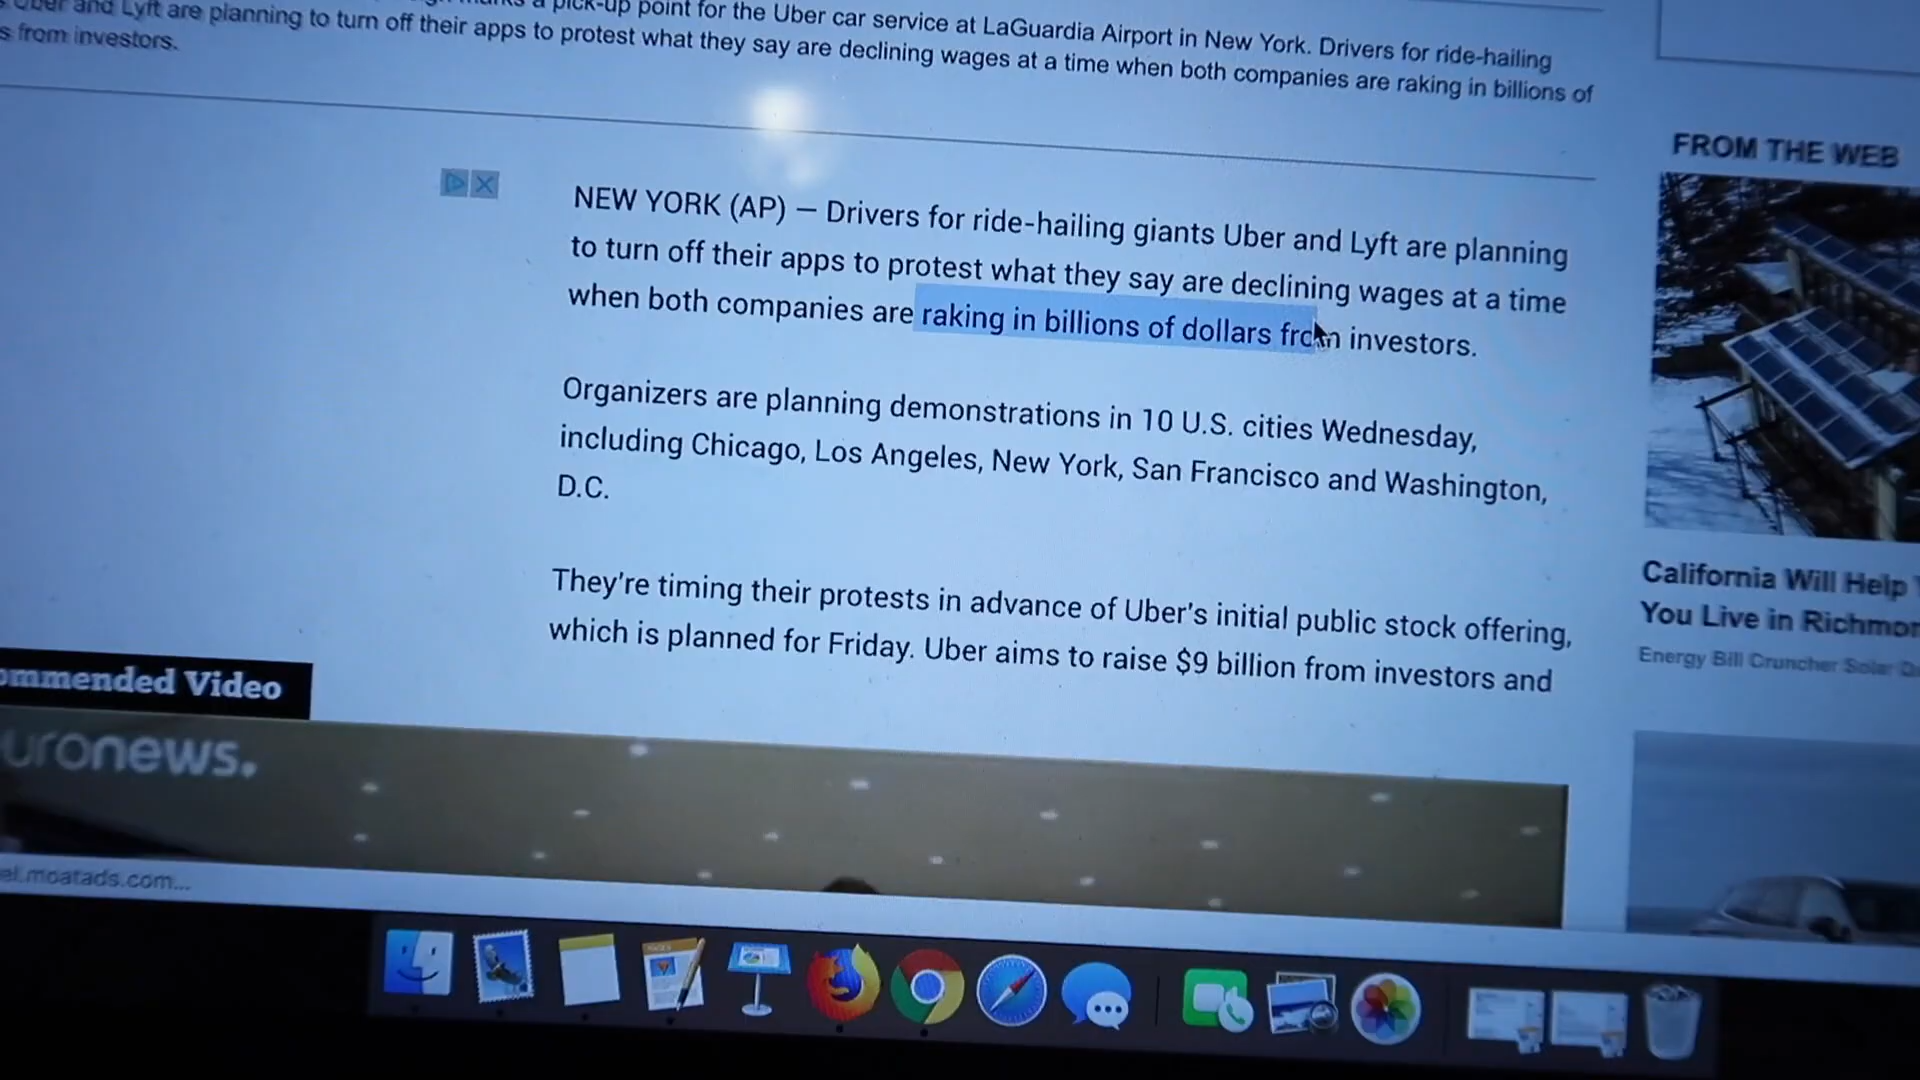 a pick-up point for the Uber car service at LaGuardia Airport in New York. Drivers for ride-hailing
Uber and Lyft are planning to turn off their apps to protest what they say are declining wages at a time when both companies are raking in billions of
s from investors.
FROM THE WEB
NEW YORK (AP) — Drivers for ride-hailing giants Uber and Lyft are planning
to turn off their apps to protest what they say are declining wages at a time
when both companies are raking in billions of dollars from investors.
Organizers are planning demonstrations in 10 U.S. cities Wednesday,
including Chicago, Los Angeles, New York, San Francisco and Washington,
D.C.
California Will Help
You Live in Richmon
Energy Bill Cruncher Solar
They're timing their protests in advance of Uber's initial public stock offering,
which is planned for Friday. Uber aims to raise $9 billion from investors and
ommended Video
uronews.
el.moatads.com...